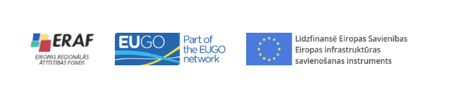 ERAF
EIROPAS REĢIONĀLĀS
ATTĪSTĪBAS FONDS
EUGO
Part of
the EUGO
network
Līdzfinansē Eiropas Savienības
Eiropas infrastruktūras
savienošanas instruments